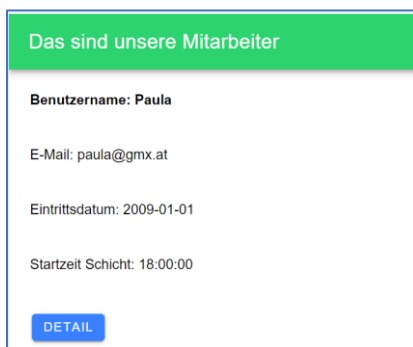 Das sind unsere Mitarbeiter
Benutzername: Paula
E-Mail: paula@gmx.at
Eintrittsdatum: 2009-01-01
Startzeit Schicht: 18:00:00
DETAIL